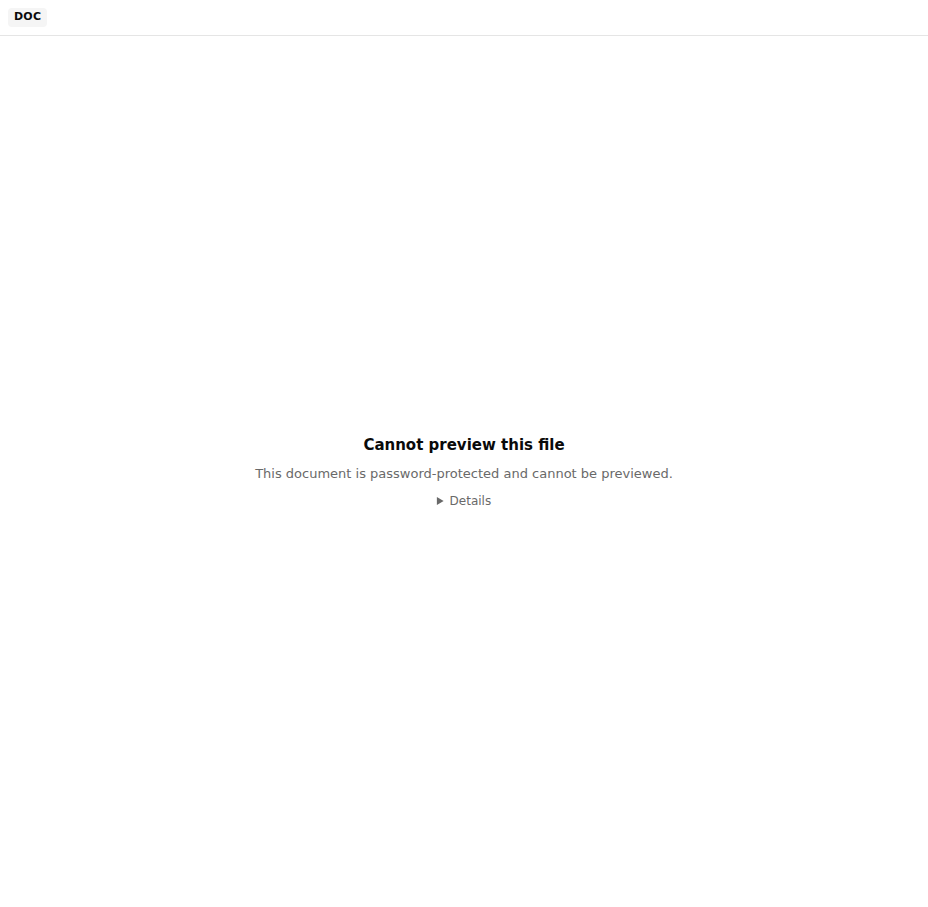 DOC
Cannot preview this file
This document is password-protected and cannot be previewed.
▶ Details